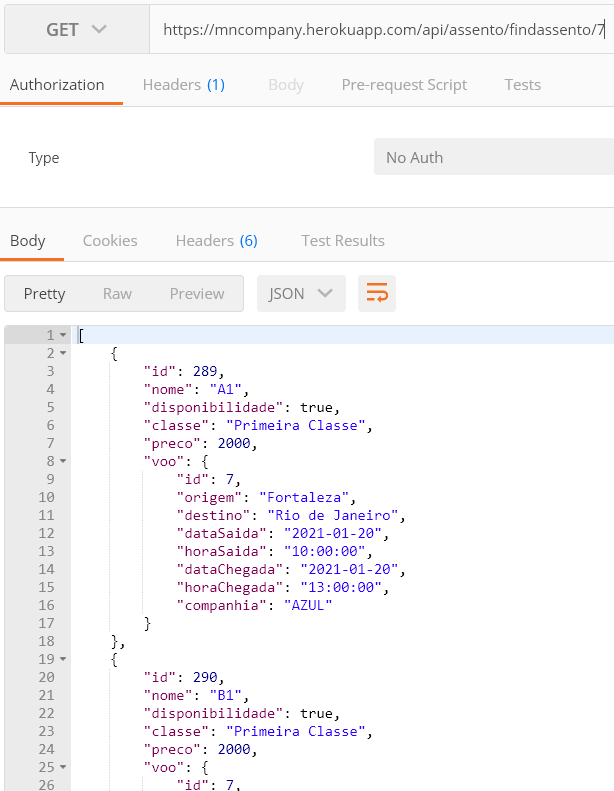 GET https://mncompany.herokuapp.com/api/assento/findassento/7
Authorization Headers (1) Body Pre-request Script Tests
Type No Auth
Body Cookies Headers (6) Test Results
Pretty Raw Preview JSON
1 [
2 {
3 "id": 289,
4 "nome": "A1",
5 "disponibilidade": true,
6 "classe": "Primeira Classe",
7 "preco": 2000,
8 "voo": {
9 "id": 7,
10 "origem": "Fortaleza",
11 "destino": "Rio de Janeiro",
12 "dataSaida": "2021-01-20",
13 "horaSaida": "10:00:00",
14 "dataChegada": "2021-01-20",
15 "horaChegada": "13:00:00",
16 "companhia": "AZUL"
17 }
18 },
19 {
20 "id": 290,
21 "nome": "B1",
22 "disponibilidade": true,
23 "classe": "Primeira Classe",
24 "preco": 2000,
25 "voo": {
26 "id": 7,